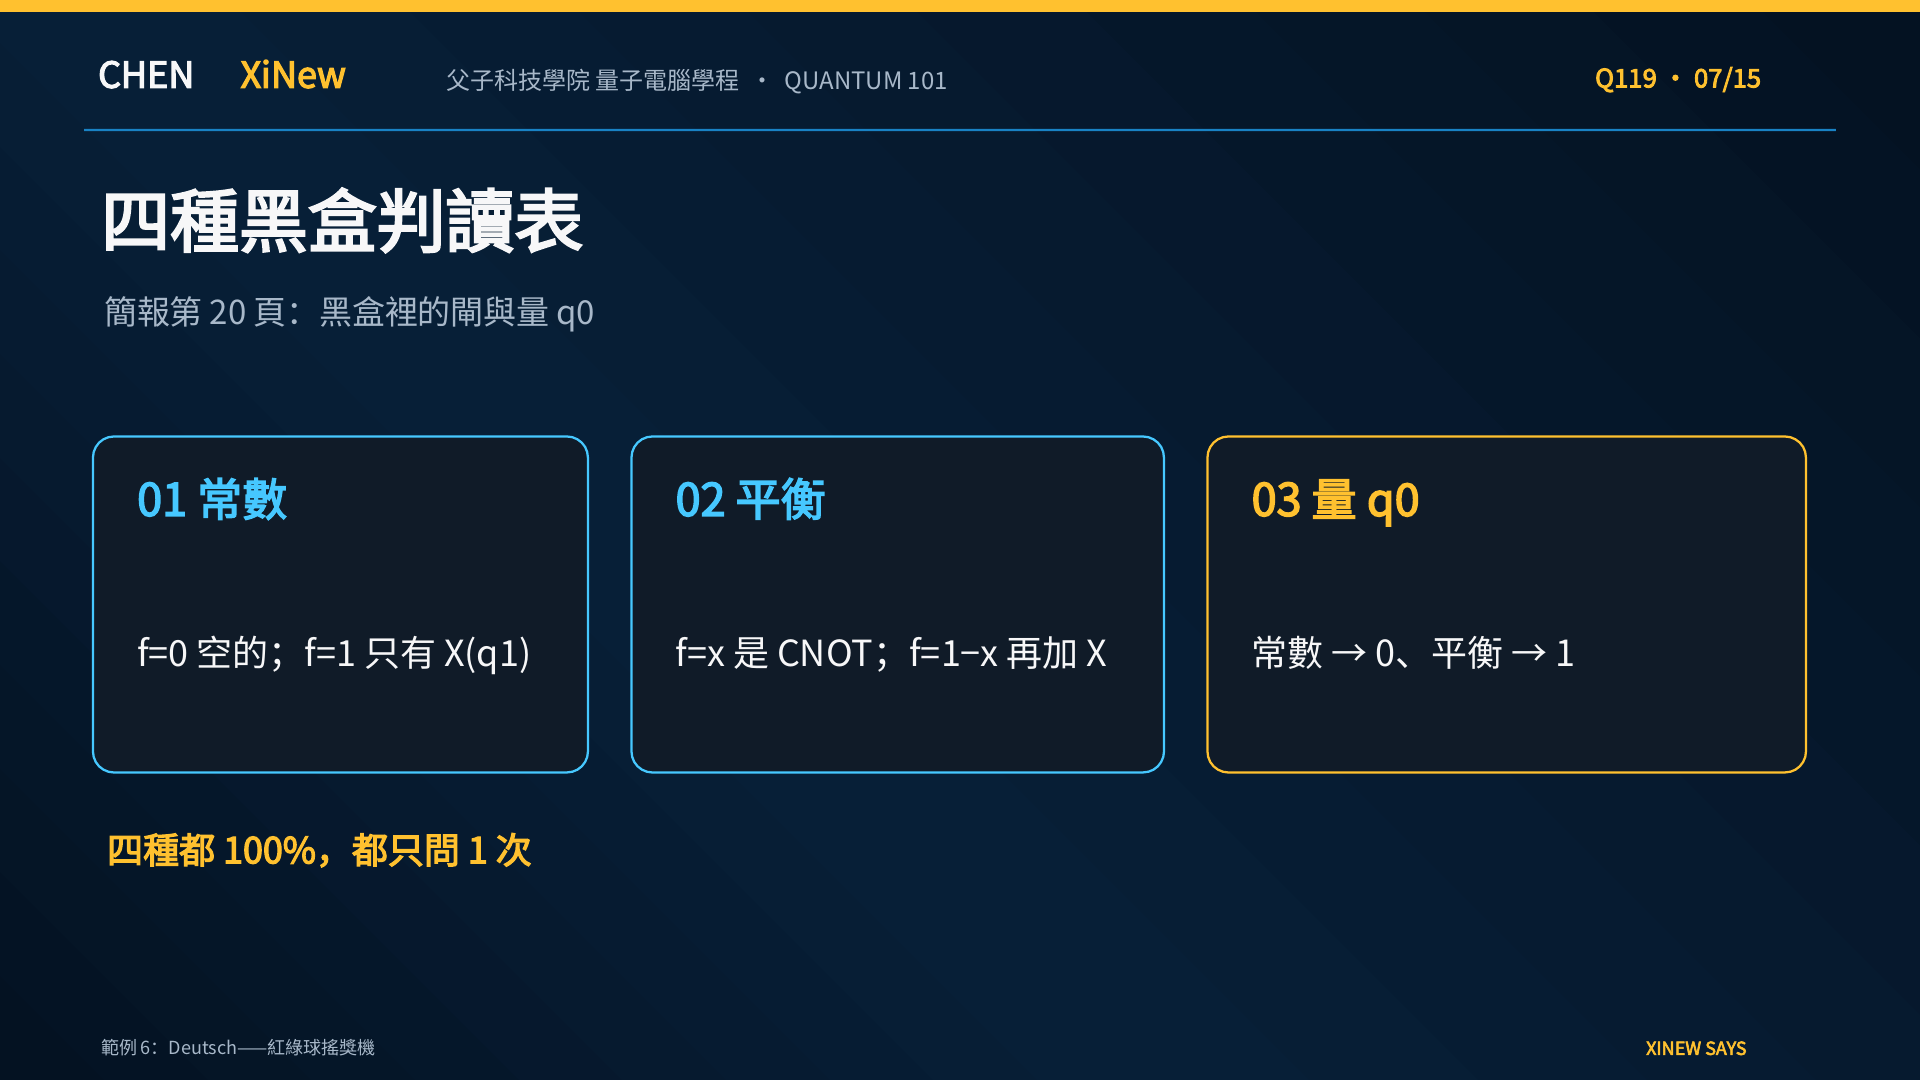 CHEN XiNew 父子科技學院 量子電腦學程 · QUANTUM 101 Q119 · 07/15
四種黑盒判讀表
簡報第 20 頁：黑盒裡的閘與量 q0
01 常數
f=0 空的；f=1 只有 X(q1)
02 平衡
f=x 是 CNOT；f=1−x 再加 X
03 量 q0
常數 → 0、平衡 → 1
四種都 100%，都只問 1 次
範例 6：Deutsch——紅綠球搖獎機 XINEW SAYS